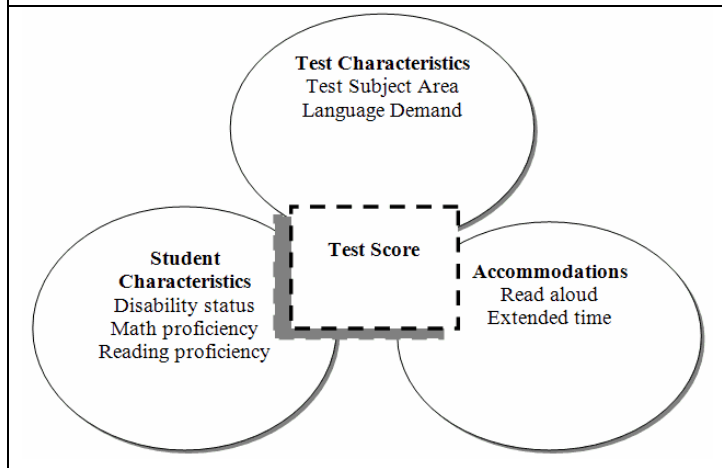 Test Characteristics
Test Subject Area
Language Demand
Test Score
Student
Characteristics
Disability status
Math proficiency
Reading proficiency
Accommodations
Read aloud
Extended time